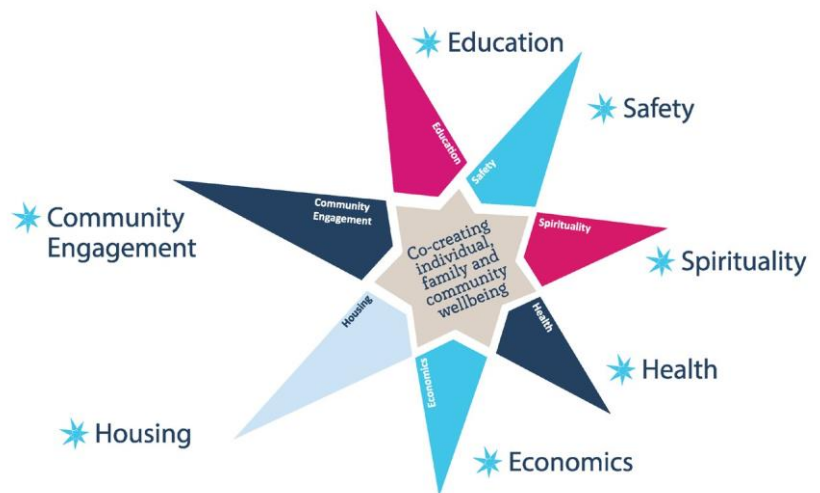 Education
Safety
Spirituality
Health
Economics
Housing
Community
Engagement
Education
Safety
Spirituality
Health
Economics
Housing
Community
Engagement
Co-creating
individual,
family and
community
wellbeing